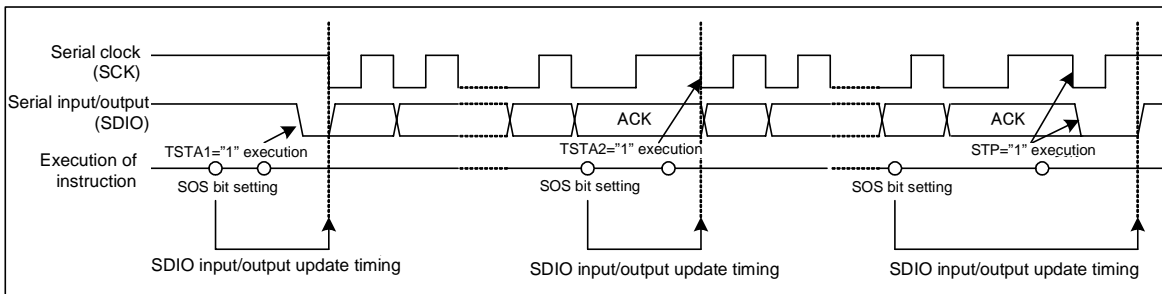 Serial clock
(SCK)
Serial input/output
(SDIO)
ACK
ACK
TSTA1="1" execution
TSTA2="1" execution
STP="1" execution
Execution of
instruction
SOS bit setting
SOS bit setting
SOS bit setting
SDIO input/output update timing
SDIO input/output update timing
SDIO input/output update timing